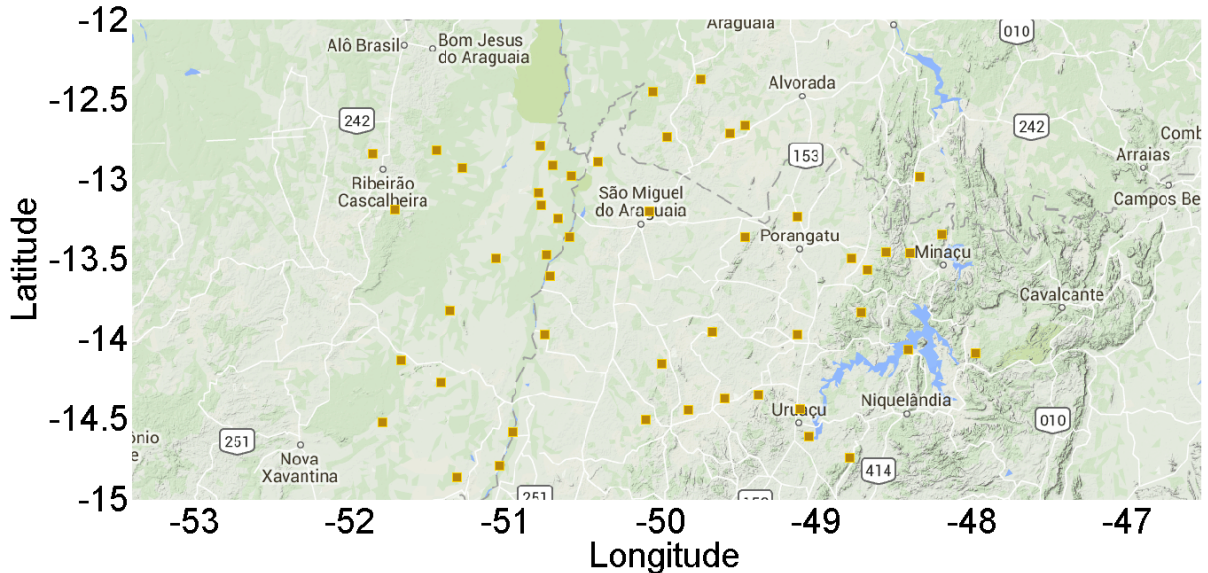 -12
-12.5
-13
-13.5
-14
-14.5
-15
Latitude
-53
-52
-51
-50
-49
-48
-47
Longitude
Araguaia
010
Alô Brasil
Bom Jesus
do Araguaia
Alvorada
242
242
153
Comb
Arraias
Ribeirão
Cascalheira
São Miguel
do Araguaia
Campos Be
Porangatu
Minaçu
Cavalcante
Niquelândia
Uruaçu
010
ônio
e
251
Nova
Xavantina
414
251